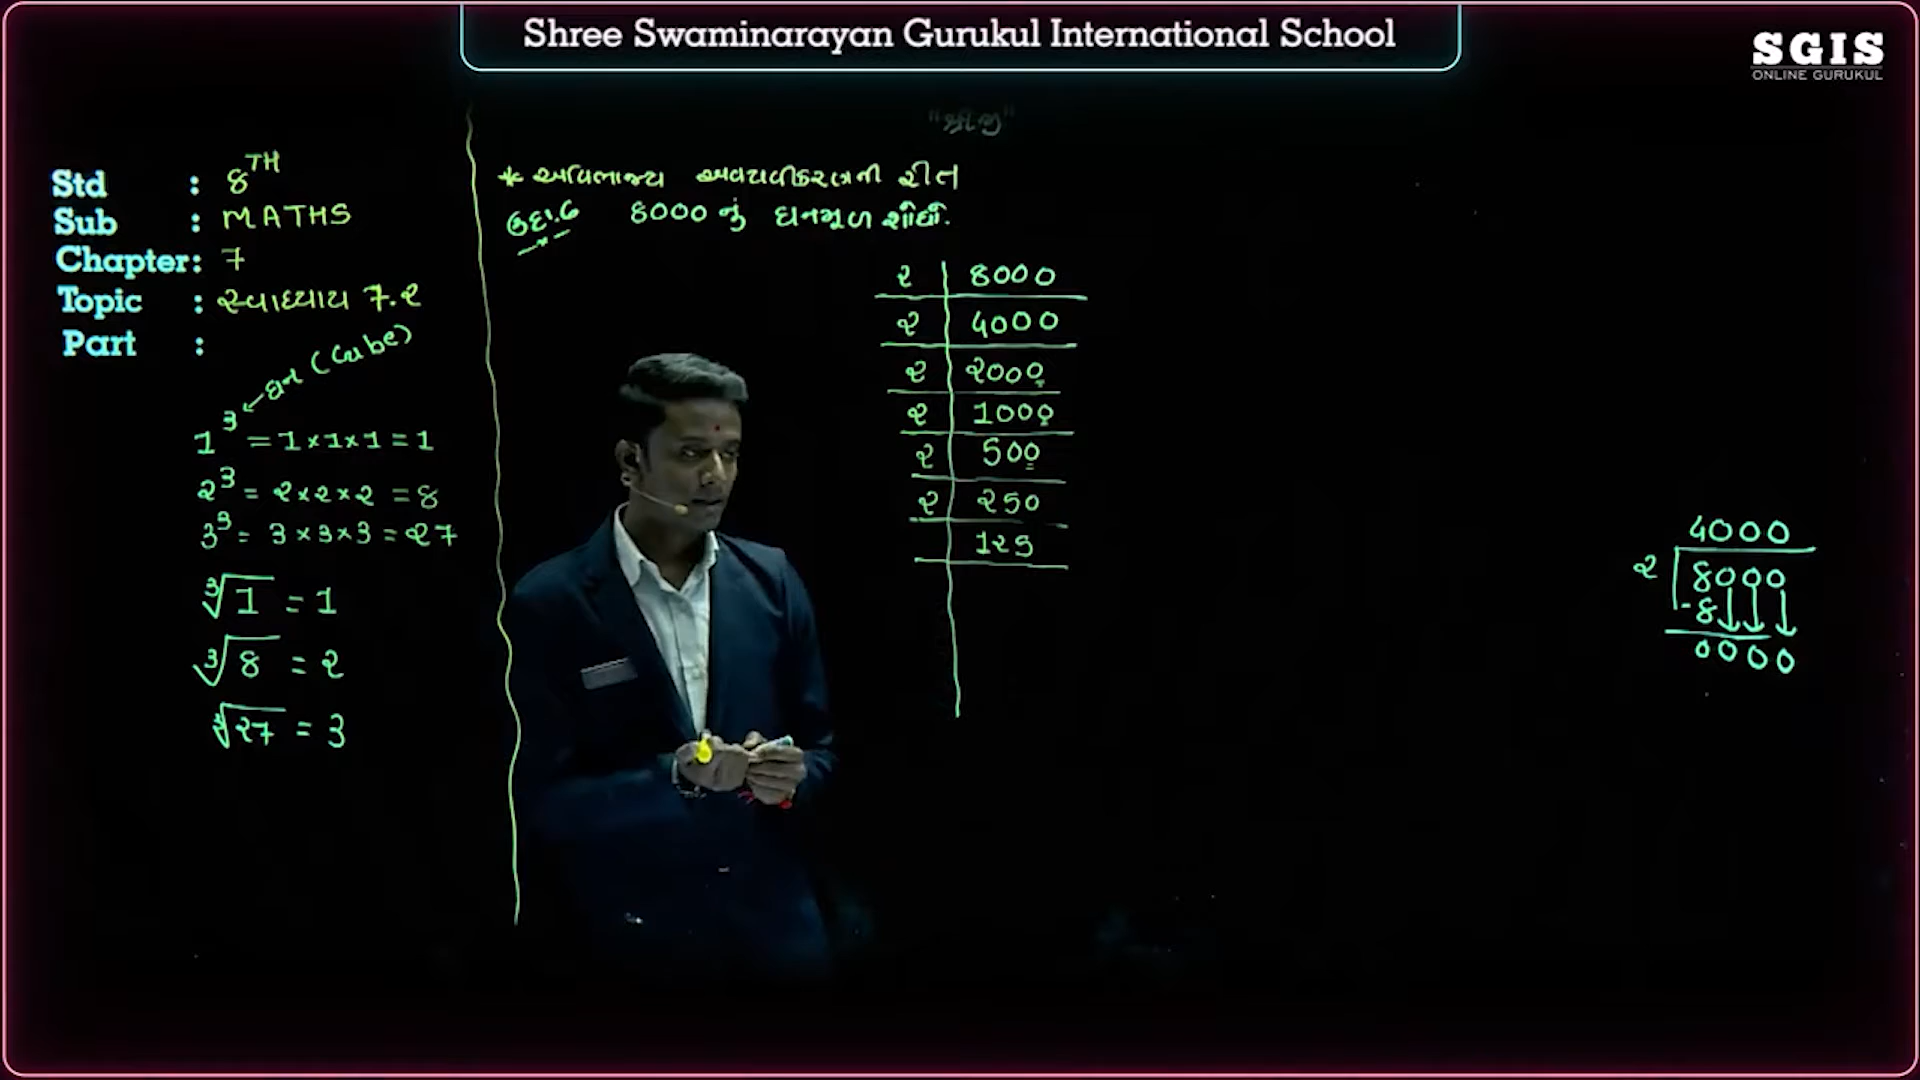 Shree Swaminarayan Gurukul International School
SGIS
ONLINE GURUKUL
"શ્રીજી"
Std : 8TH
Sub : MATHS
Chapter: 7
Topic : સ્વાધ્યાય 7.૨
Part :
ઘન (Cube)
1³ = 1×1×1 = 1
૨³ = ૨×૨×૨ = 8
3³ = 3×3×3 = ૨7
∛1 = 1
∛8 = ૨
∛૨7 = 3
* અવિભાજ્ય અવયવીકરણની રીત
ઉદા.6 8000 નું ઘનમૂળ શોધો.
૨ | 8000
૨ | 4000
૨ | ૨000
૨ | 1000
૨ | 500
૨ | ૨50
1૨5
4000
૨ 8000
-8
0000